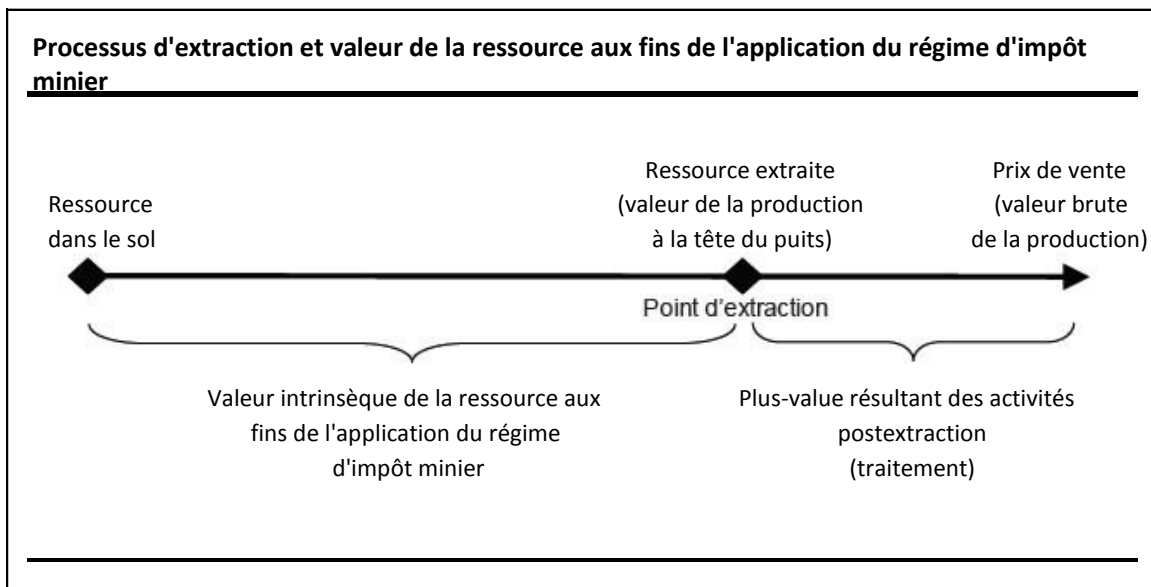 Processus d'extraction et valeur de la ressource aux fins de l'application du régime d'impôt
minier
Ressource
dans le sol
Ressource extraite
(valeur de la production
à la tête du puits)
Prix de vente
(valeur brute
de la production)
Point d'extraction
Valeur intrinsèque de la ressource aux
fins de l'application du régime
d'impôt minier
Plus-value résultant des activités
postextraction
(traitement)